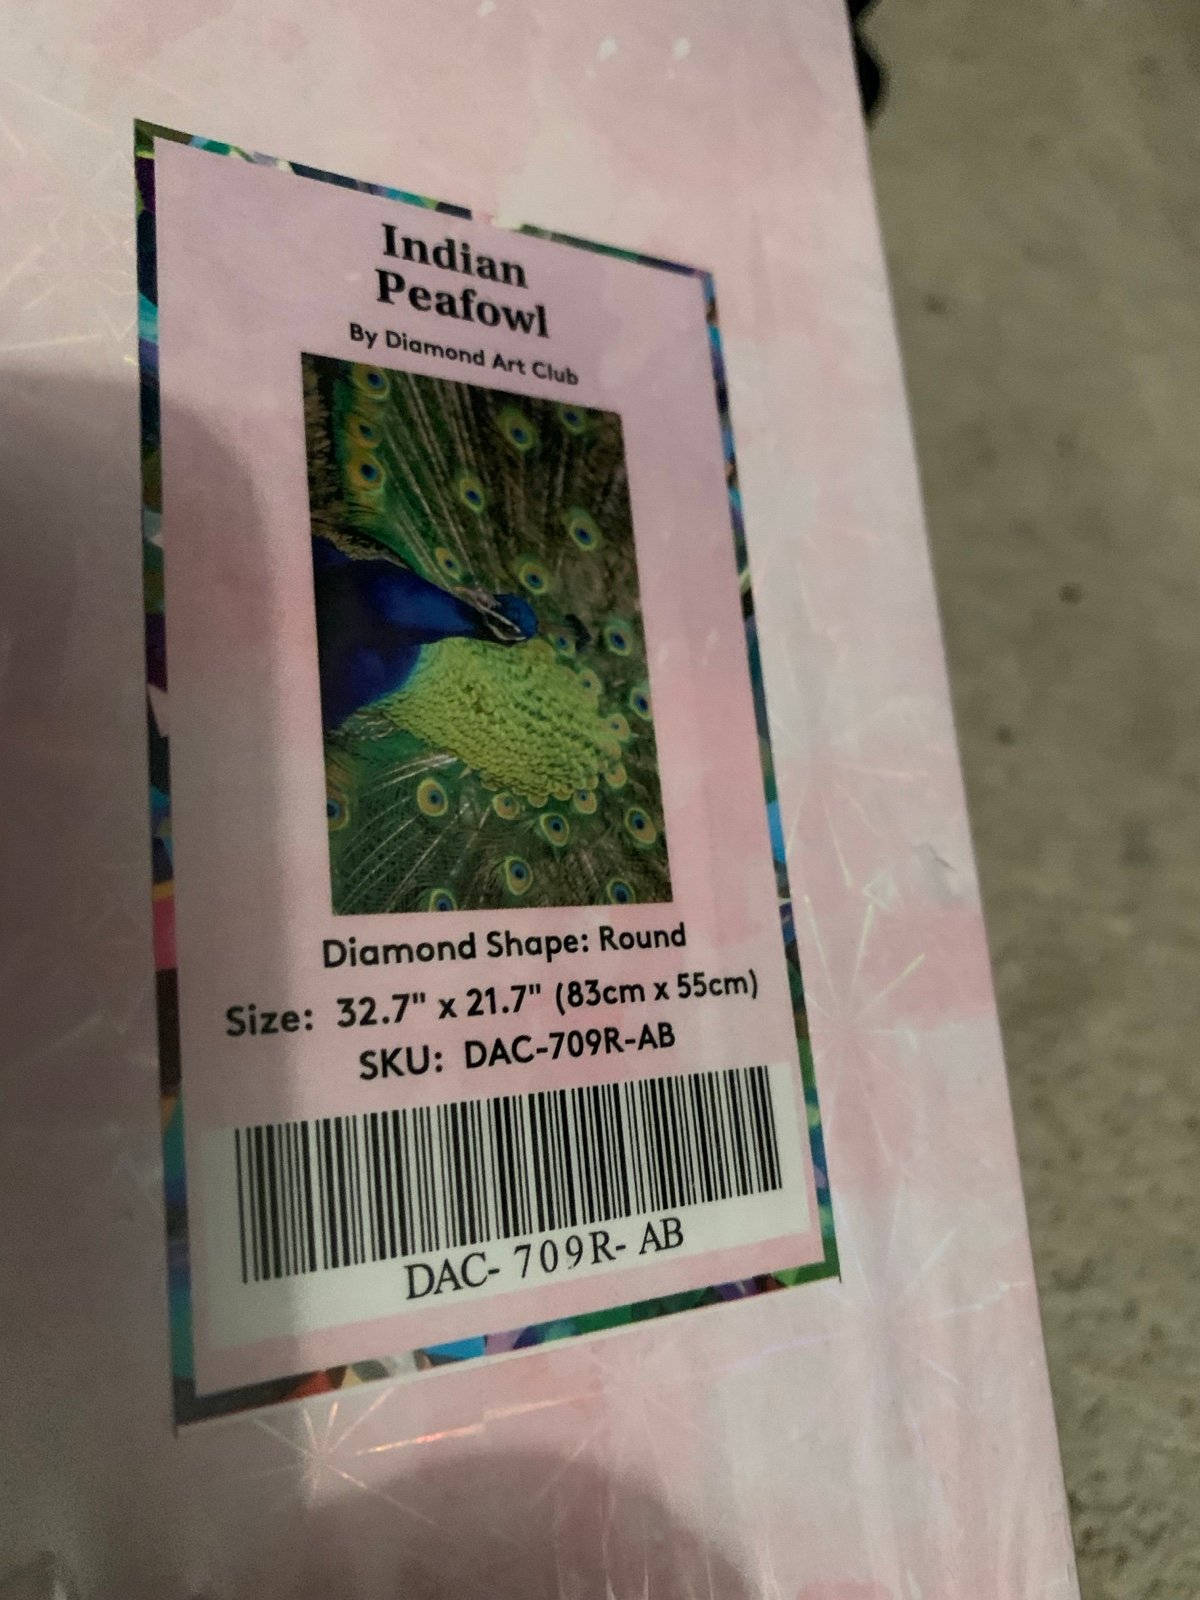 Indian
Peafowl
By Diamond Art Club
Diamond Shape: Round
Size: 32.7" x 21.7" (83cm x 55cm)
SKU: DAC-709R-AB
DAC- 709R- AB